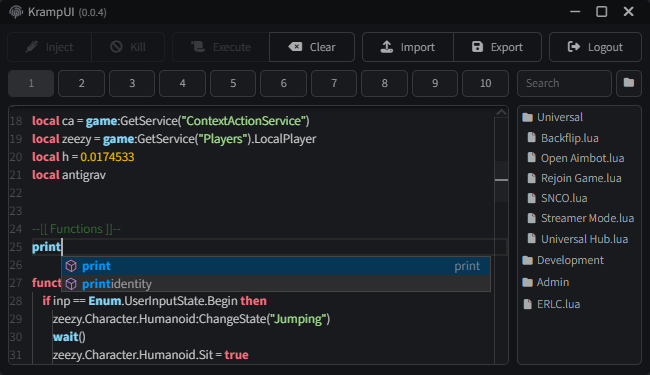 KrampUI (0.0.4)
Inject Kill Execute Clear Import Export Logout
1 2 3 4 5 6 7 8 9 10 Search
18 local ca = game:GetService("ContextActionService")
19 local zeezy = game:GetService("Players").LocalPlayer
20 local h = 0.0174533
21 local antigrav
22
23
24 --[[ Functions ]]--
25 print
26 print print
27 funct printidentity
28 if inp == Enum.UserInputState.Begin then
29 zeezy.Character.Humanoid:ChangeState("Jumping")
30 wait()
31 zeezy.Character.Humanoid.Sit = true
Universal
Backflip.lua
Open Aimbot.lua
Rejoin Game.lua
SNCO.lua
Streamer Mode.lua
Universal Hub.lua
Development
Admin
ERLC.lua